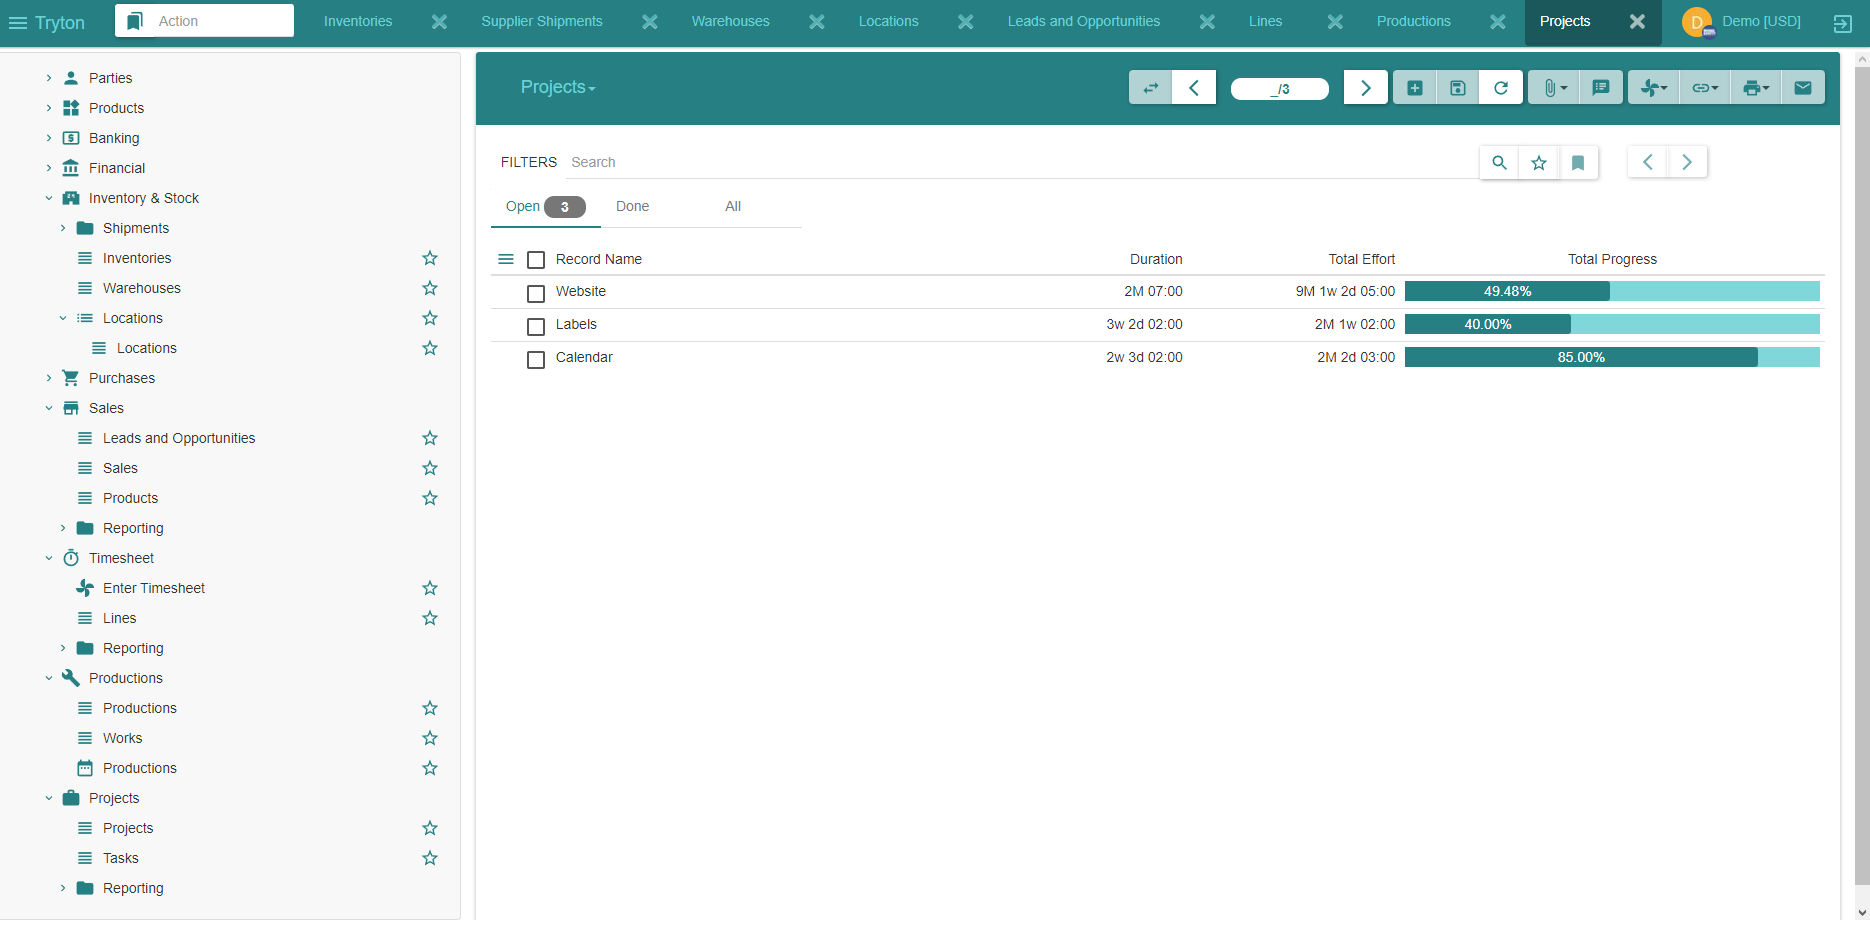 Tryton
Action
Inventories
Supplier Shipments
Warehouses
Locations
Leads and Opportunities
Lines
Productions
Projects
D
Demo [USD]
Parties
Products
Banking
Financial
Inventory & Stock
Shipments
Inventories
Warehouses
Locations
Locations
Purchases
Sales
Leads and Opportunities
Sales
Products
Reporting
Timesheet
Enter Timesheet
Lines
Reporting
Productions
Productions
Works
Productions
Projects
Projects
Tasks
Reporting
Projects
_/3
FILTERS Search
Open 3 Done All
Record Name Duration Total Effort Total Progress
Website 2M 07:00 9M 1w 2d 05:00 49.48%
Labels 3w 2d 02:00 2M 1w 02:00 40.00%
Calendar 2w 3d 02:00 2M 2d 03:00 85.00%